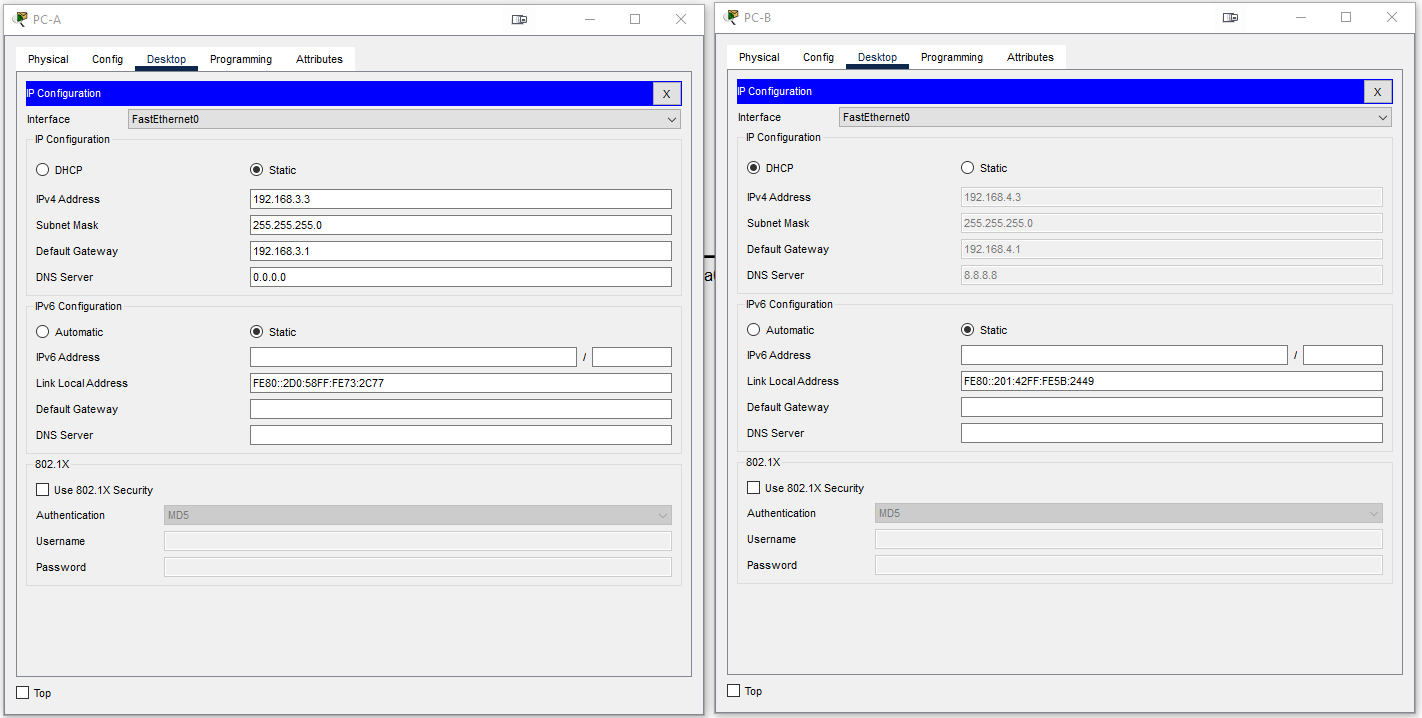 PC-A
Physical Config Desktop Programming Attributes
IP Configuration X
Interface FastEthernet0
IP Configuration
DHCP Static
IPv4 Address 192.168.3.3
Subnet Mask 255.255.255.0
Default Gateway 192.168.3.1
DNS Server 0.0.0.0
IPv6 Configuration
Automatic Static
IPv6 Address /
Link Local Address FE80::2D0:58FF:FE73:2C77
Default Gateway
DNS Server
802.1X
Use 802.1X Security
Authentication MD5
Username
Password
Top
PC-B
Physical Config Desktop Programming Attributes
IP Configuration X
Interface FastEthernet0
IP Configuration
DHCP Static
IPv4 Address 192.168.4.3
Subnet Mask 255.255.255.0
Default Gateway 192.168.4.1
DNS Server 8.8.8.8
IPv6 Configuration
Automatic Static
IPv6 Address /
Link Local Address FE80::201:42FF:FE5B:2449
Default Gateway
DNS Server
802.1X
Use 802.1X Security
Authentication MD5
Username
Password
Top